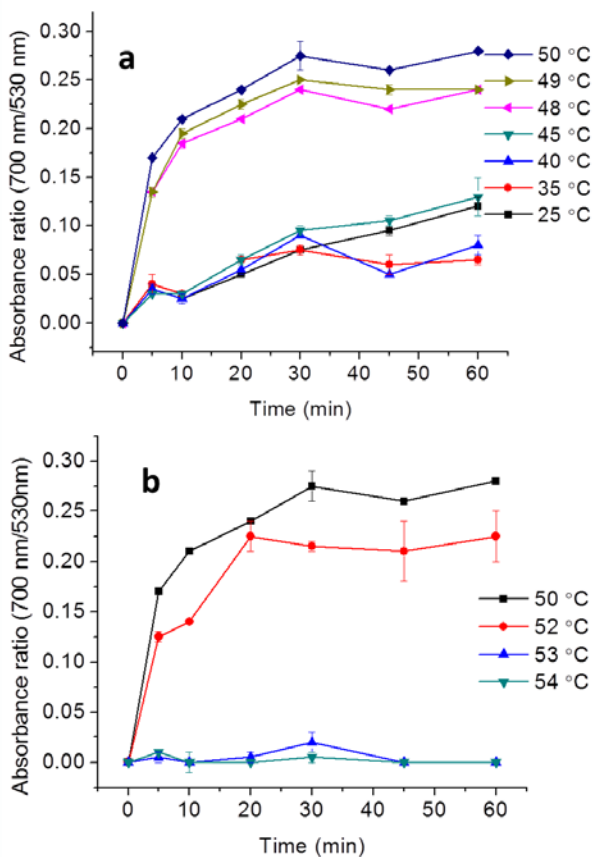 a
0.30
0.25
0.20
0.15
0.10
0.05
0.00
Absorbance ratio (700 nm/530 nm)
0 10 20 30 40 50 60
Time (min)
50 °C
49 °C
48 °C
45 °C
40 °C
35 °C
25 °C
b
0.30
0.25
0.20
0.15
0.10
0.05
0.00
Absorbance ratio (700 nm/530nm)
0 10 20 30 40 50 60
Time (min)
50 °C
52 °C
53 °C
54 °C